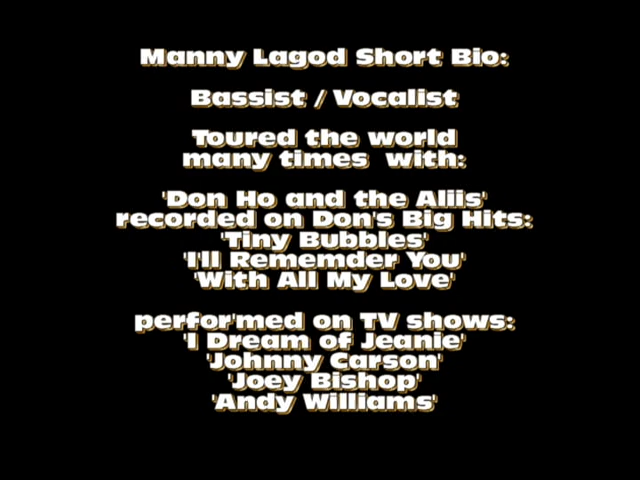 Manny Lagod Short Bio:
Bassist / Vocalist
Toured the world
many times with:
'Don Ho and the Aliis'
recorded on Don's Big Hits:
'Tiny Bubbles'
'I'll Rememder You'
'With All My Love'
perfor'med on TV shows:
'I Dream of Jeanie'
'Johnny Carson'
'Joey Bishop'
'Andy Williams'